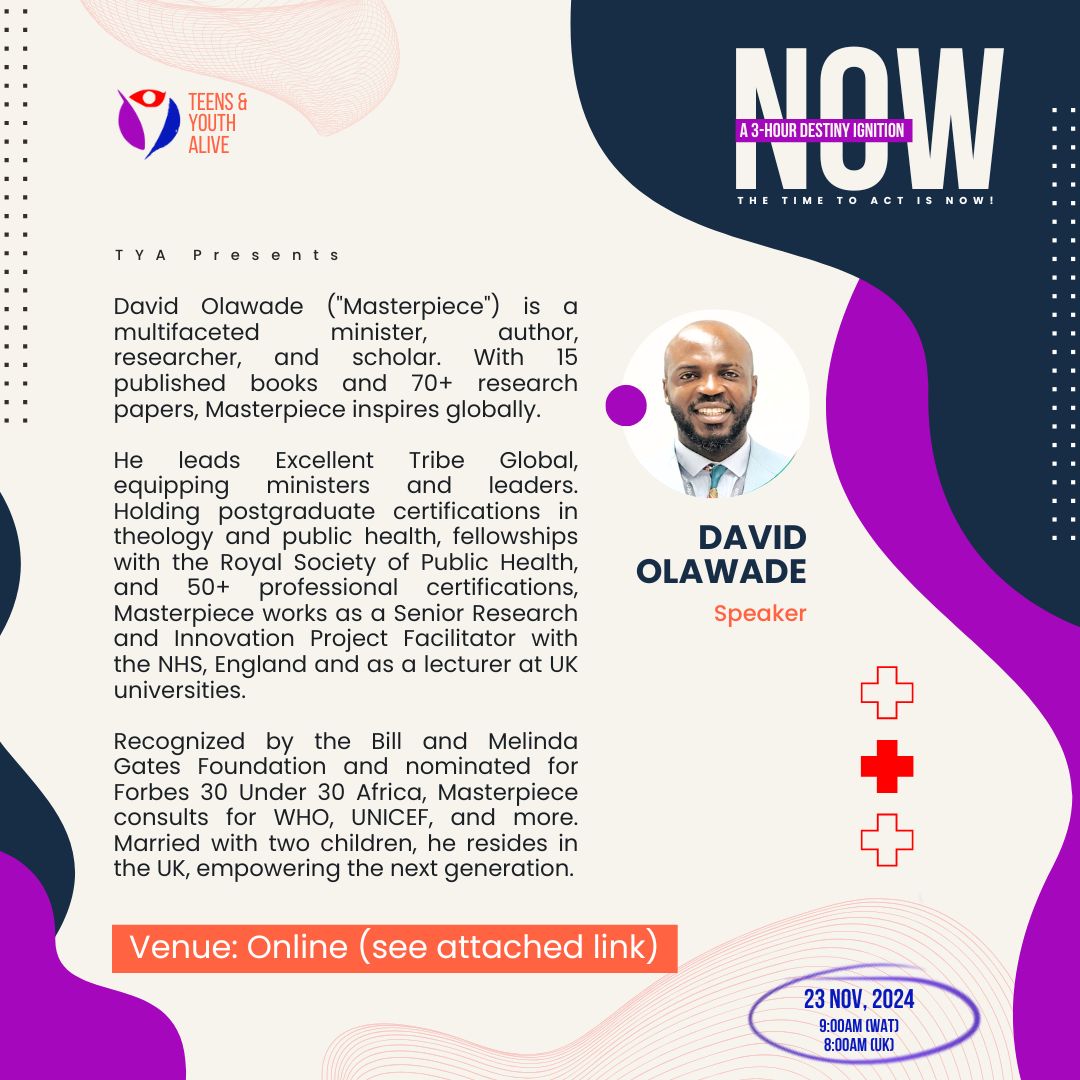 TEENS &
YOUTH
ALIVE
NOW
A 3-HOUR DESTINY IGNITION
THE TIME TO ACT IS NOW!
TYA Presents
David Olawade ("Masterpiece") is a
multifaceted minister, author,
researcher, and scholar. With 15
published books and 70+ research
papers, Masterpiece inspires globally.
He leads Excellent Tribe Global,
equipping ministers and leaders.
Holding postgraduate certifications in
theology and public health, fellowships
with the Royal Society of Public Health,
and 50+ professional certifications,
Masterpiece works as a Senior Research
and Innovation Project Facilitator with
the NHS, England and as a lecturer at UK
universities.
Recognized by the Bill and Melinda
Gates Foundation and nominated for
Forbes 30 Under 30 Africa, Masterpiece
consults for WHO, UNICEF, and more.
Married with two children, he resides in
the UK, empowering the next generation.
DAVID
OLAWADE
Speaker
Venue: Online (see attached link)
23 NOV, 2024
9:00AM (WAT)
8:00AM (UK)